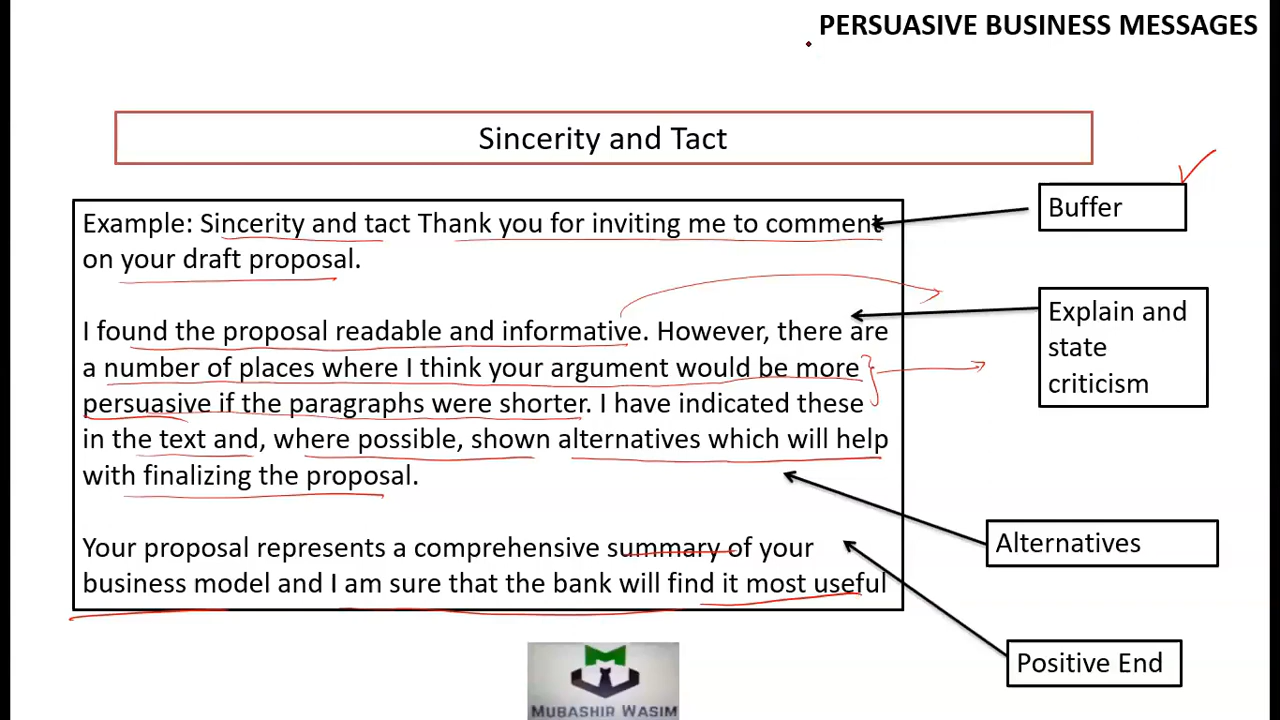 PERSUASIVE BUSINESS MESSAGES
Sincerity and Tact
Example: Sincerity and tact Thank you for inviting me to comment
on your draft proposal.
I found the proposal readable and informative. However, there are
a number of places where I think your argument would be more
persuasive if the paragraphs were shorter. I have indicated these
in the text and, where possible, shown alternatives which will help
with finalizing the proposal.
Your proposal represents a comprehensive summary of your
business model and I am sure that the bank will find it most useful
Buffer
Explain and
state
criticism
Alternatives
Positive End
MUBASHIR WASIM